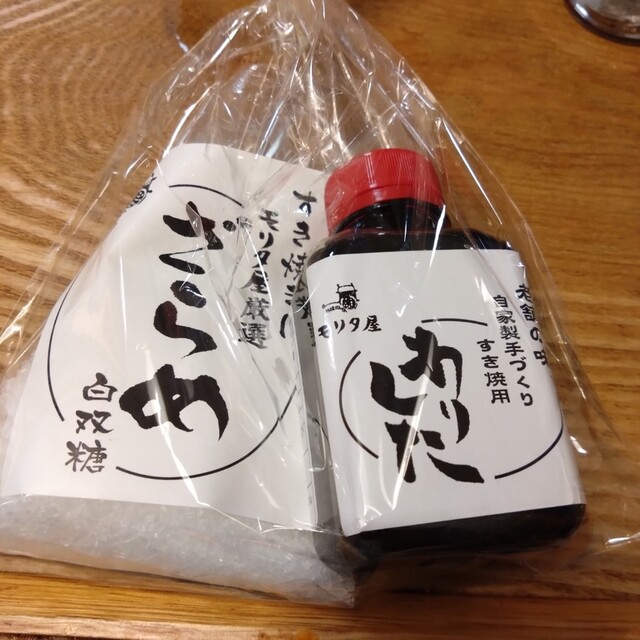 すき焼
モリタ屋厳選
ざらめ
白双糖
老舗の味
自家製手づくり
すき焼用
わりした
モリタ屋